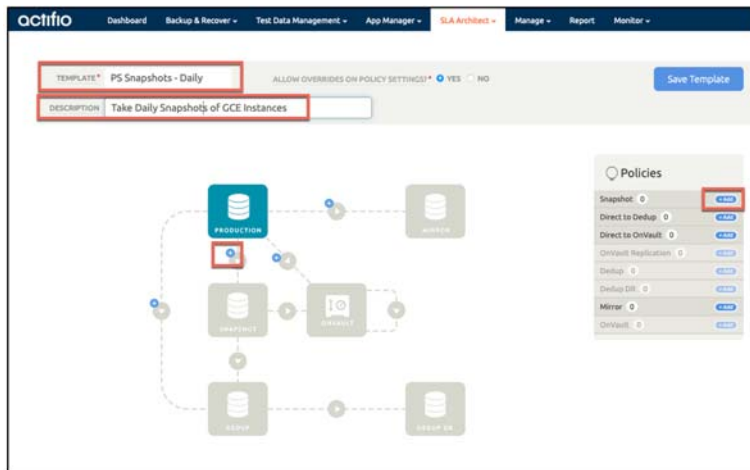 actifio
Dashboard Backup & Recover Test Data Management App Manager SLA Architect Manage Report Monitor
TEMPLATE* PS Snapshots - Daily
ALLOW OVERRIDES ON POLICY SETTINGS?* YES NO
Save Template
DESCRIPTION Take Daily Snapshots of GCE Instances
Policies
Snapshot 0 +Add
Direct to Dedup 0 +Add
Direct to OnVault 0 +Add
OnVault Replication 0 +Add
Dedup 0 +Add
Dedup DR 0 +Add
Mirror 0 +Add
OnVault 0 +Add
PRODUCTION
MIRROR
SNAPSHOT
ONVAULT
DEDUP
DEDUP DR